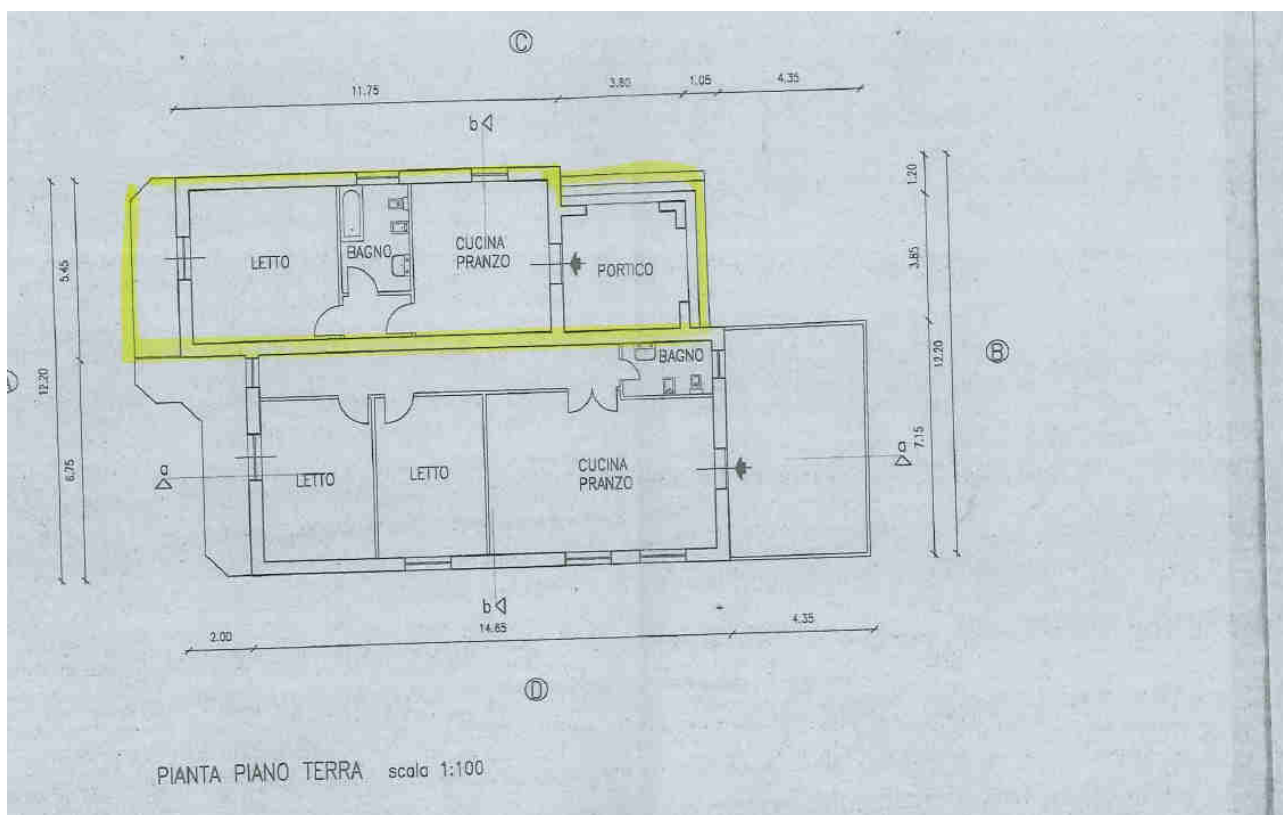 C
11.75 3.80 1.05 4.35
b
1.20
5.45
3.85
LETTO
BAGNO
CUCINA
PRANZO
PORTICO
12.20
12.20
B
BAGNO
6.75
7.15
a
a
LETTO
LETTO
CUCINA
PRANZO
b
2.00 14.65 4.35
D
PIANTA PIANO TERRA scala 1:100